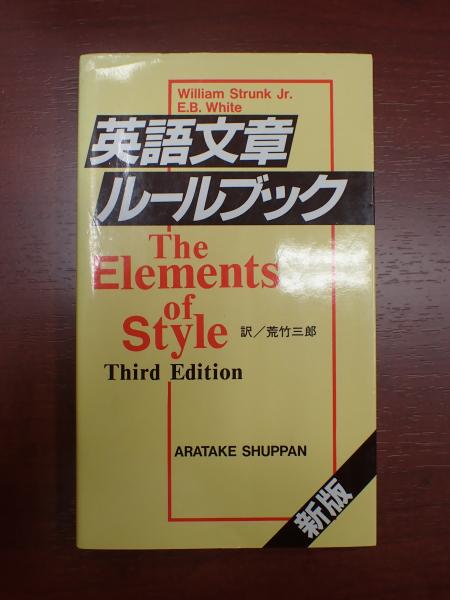 William Strunk Jr.
E.B. White
英語文章
ルールブック
The
Elements
of
Style
訳／荒竹三郎
Third Edition
ARATAKE SHUPPAN
新版